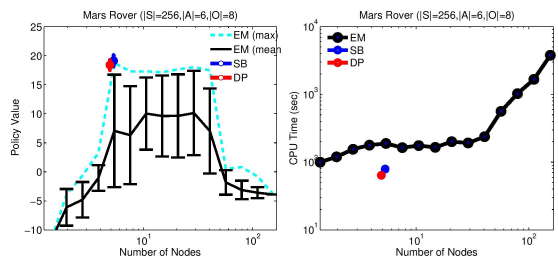 Mars Rover (|S|=256,|A|=6,|O|=8)
Policy Value
25
20
15
10
5
0
−5
−10
10^1
10^2
Number of Nodes
EM (max)
EM (mean
SB
DP
Mars Rover (|S|=256,|A|=6,|O|=8)
CPU Time (sec)
10^4
10^3
10^2
10^1
10^1
10^2
Number of Nodes
EM
SB
DP